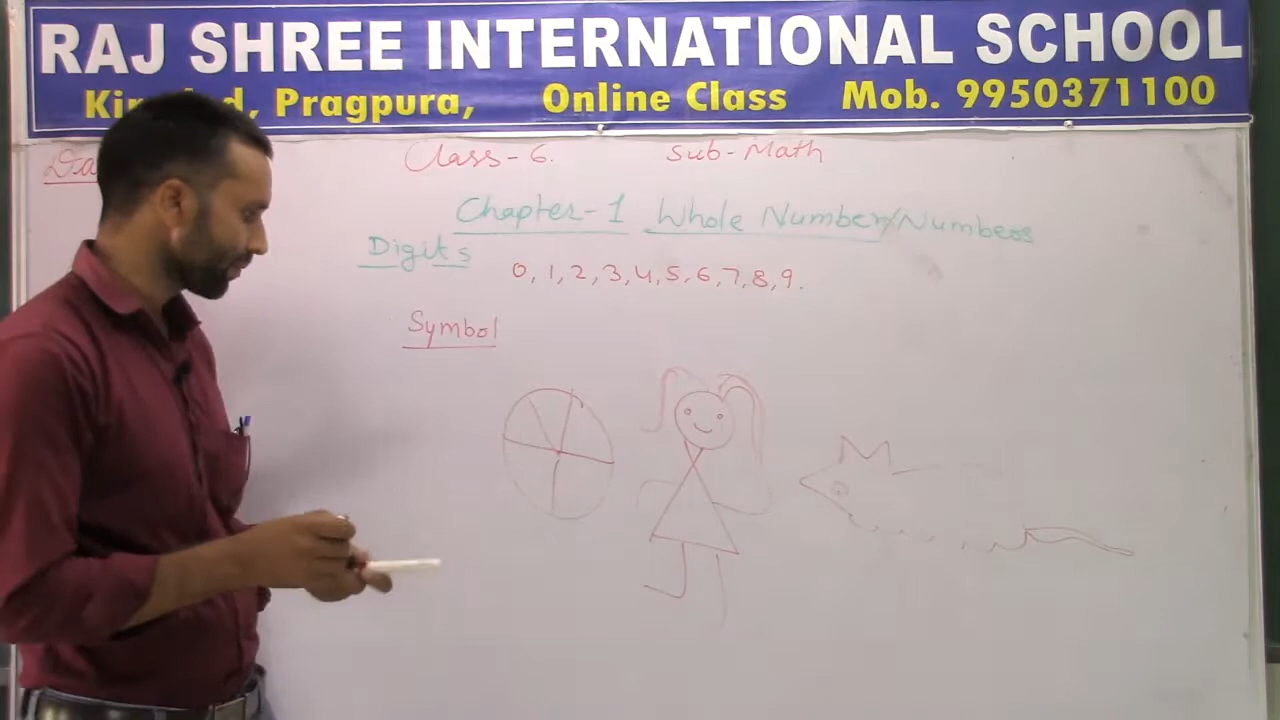 RAJ SHREE INTERNATIONAL SCHOOL
Pragpura, Online Class Mob. 9950371100
Class-6. Sub-Math
Chapter-1 Whole Number/Numbers
Digits
0, 1, 2, 3, 4, 5, 6, 7, 8, 9.
Symbol